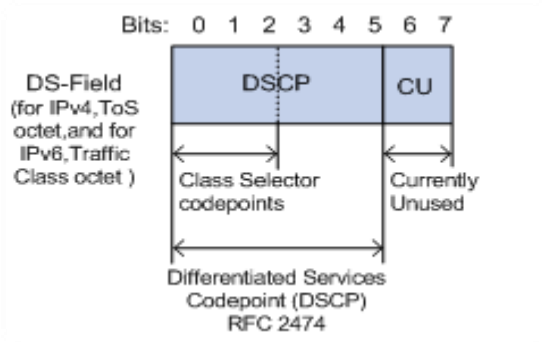 Bits: 0 1 2 3 4 5 6 7
DS-Field
(for IPv4,ToS
octet,and for
IPv6,Traffic
Class octet )
DSCP
CU
Class Selector
codepoints
Currently
Unused
Differentiated Services
Codepoint (DSCP)
RFC 2474